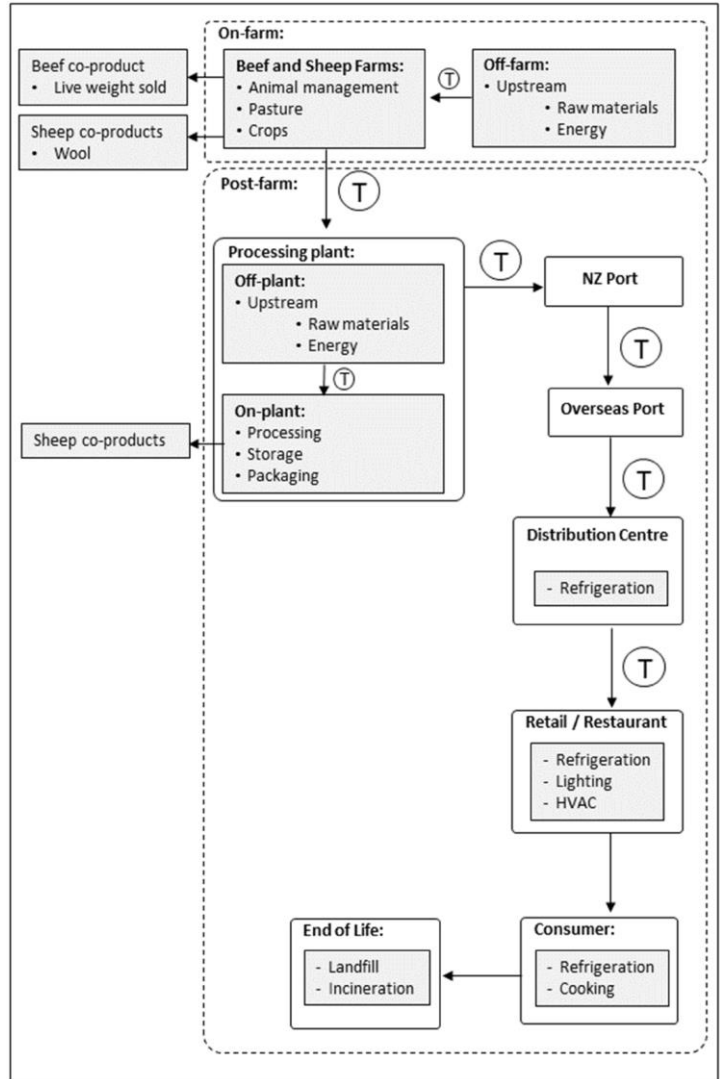 On-farm:
Beef co-product
• Live weight sold
Sheep co-products
• Wool
Beef and Sheep Farms:
• Animal management
• Pasture
• Crops
T
Off-farm:
• Upstream
• Raw materials
• Energy
Post-farm:
T
Processing plant:
Off-plant:
• Upstream
• Raw materials
• Energy
T
On-plant:
• Processing
• Storage
• Packaging
Sheep co-products
T
NZ Port
T
Overseas Port
T
Distribution Centre
- Refrigeration
T
Retail / Restaurant
- Refrigeration
- Lighting
- HVAC
Consumer:
- Refrigeration
- Cooking
End of Life:
- Landfill
- Incineration